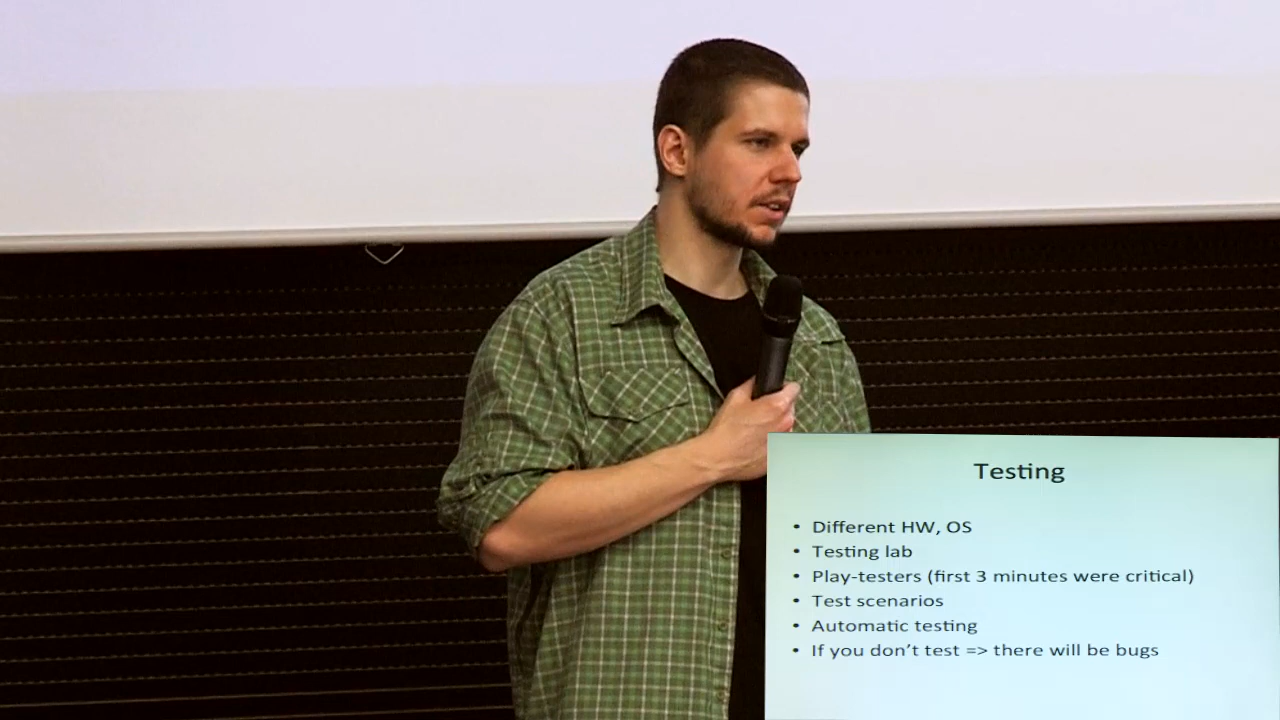 Testing
• Different HW, OS
• Testing lab
• Play-testers (first 3 minutes were critical)
• Test scenarios
• Automatic testing
• If you don't test => there will be bugs